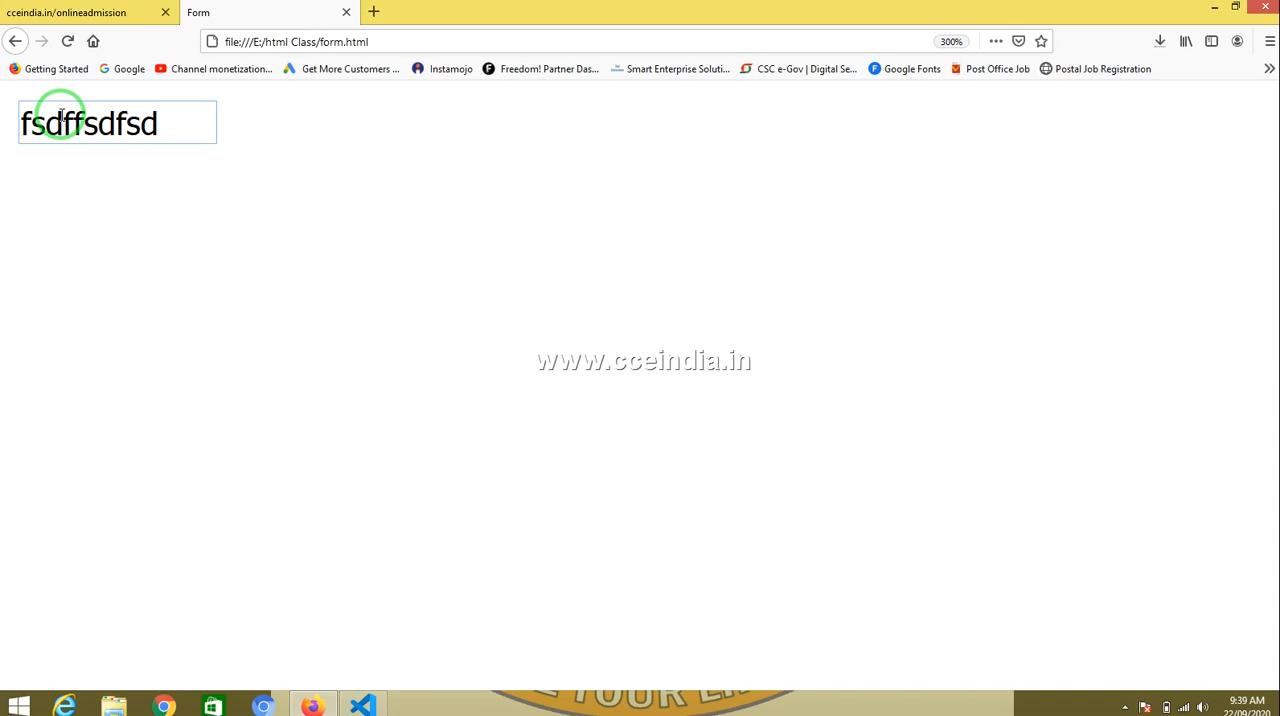 cceindia.in/onlineadmission
Form
file:///E:/html Class/form.html
300%
Getting Started
Google
Channel monetization...
Get More Customers ...
Instamojo
Freedom! Partner Das...
Smart Enterprise Soluti...
CSC e-Gov | Digital Se...
Google Fonts
Post Office Job
Postal Job Registration
fsdffsdfsd
www.cceindia.in
9:39 AM
22/09/2020